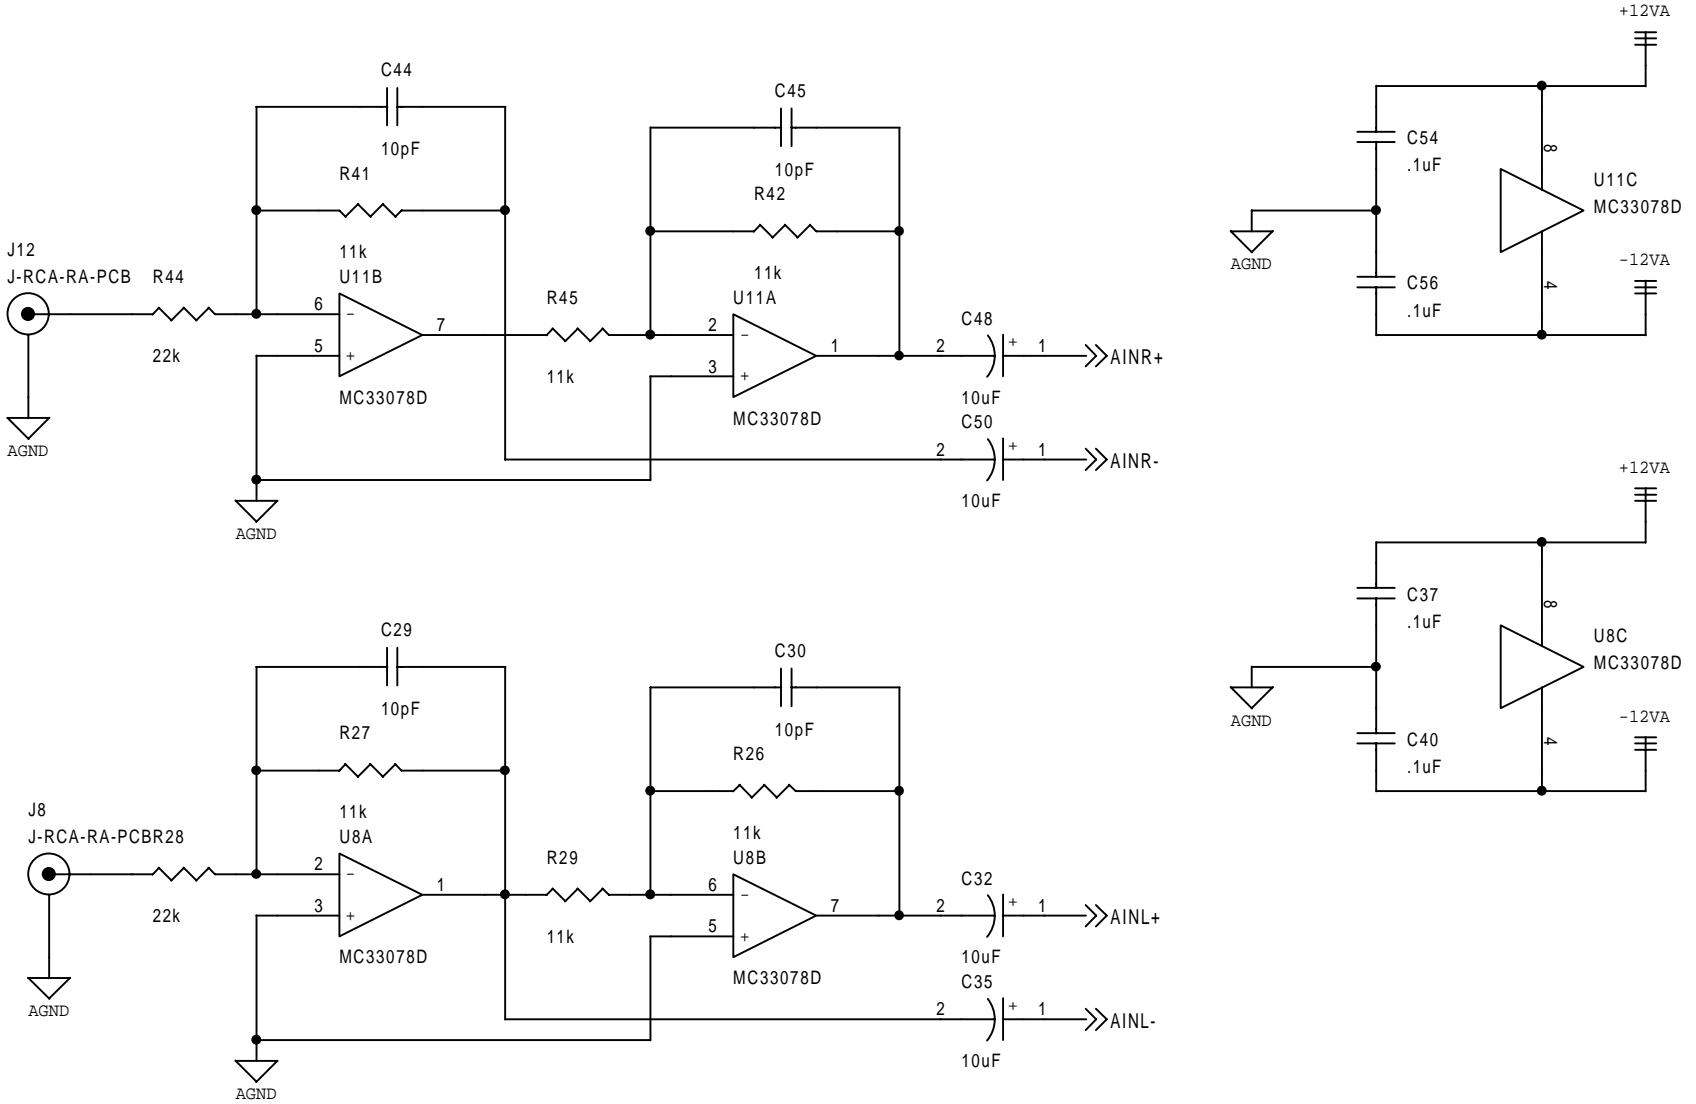 C44
10pF
R41
11k
U11B
J12
J-RCA-RA-PCB
R44
22k
6
5
-
+
7
MC33078D
AGND
AGND
C45
10pF
R42
11k
U11A
R45
11k
2
3
-
+
1
MC33078D
C48
2
+
1
AINR+
10uF
C50
2
+
1
AINR-
10uF
+12VA
C54
.1uF
8
U11C
MC33078D
AGND
C56
.1uF
4
-12VA
C29
10pF
R27
11k
U8A
J8
J-RCA-RA-PCBR28
22k
2
3
-
+
1
MC33078D
AGND
AGND
C30
10pF
R26
11k
U8B
R29
11k
6
5
-
+
7
MC33078D
C32
2
+
1
AINL+
10uF
C35
2
+
1
AINL-
10uF
+12VA
C37
.1uF
8
U8C
MC33078D
AGND
C40
.1uF
4
-12VA